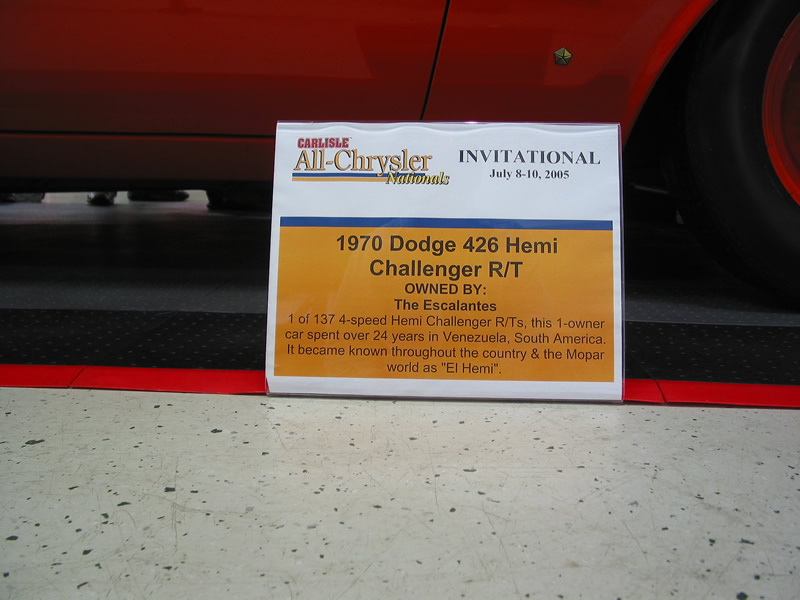 CARLISLE
All-Chrysler
Nationals
INVITATIONAL
July 8-10, 2005
1970 Dodge 426 Hemi
Challenger R/T
OWNED BY:
The Escalantes
1 of 137 4-speed Hemi Challenger R/Ts, this 1-owner
car spent over 24 years in Venezuela, South America.
It became known throughout the country & the Mopar
world as "El Hemi".